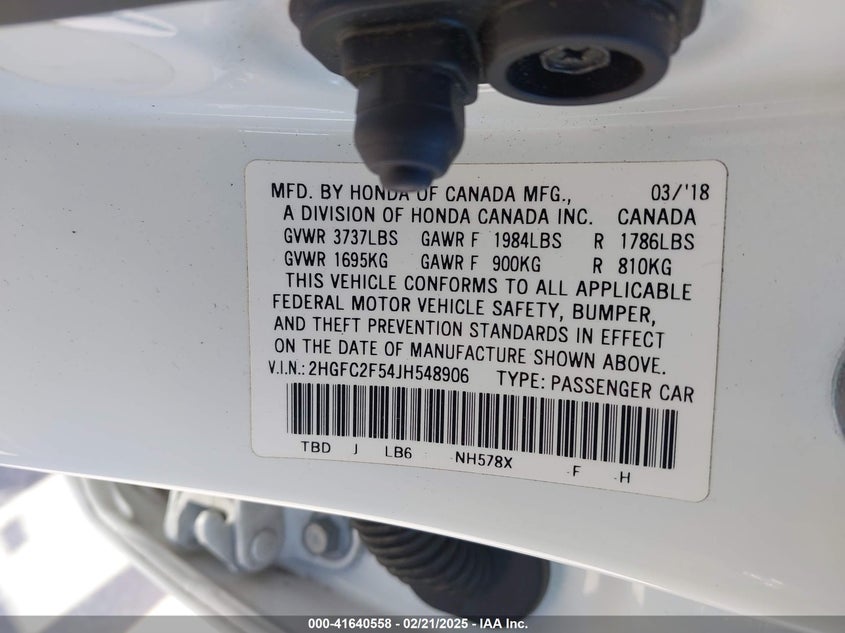 MFD. BY HONDA OF CANADA MFG., 03/'18
A DIVISION OF HONDA CANADA INC. CANADA
GVWR 3737LBS GAWR F 1984LBS R 1786LBS
GVWR 1695KG GAWR F 900KG R 810KG
THIS VEHICLE CONFORMS TO ALL APPLICABLE
FEDERAL MOTOR VEHICLE SAFETY, BUMPER,
AND THEFT PREVENTION STANDARDS IN EFFECT
ON THE DATE OF MANUFACTURE SHOWN ABOVE.
V.I.N.: 2HGFC2F54JH548906 TYPE: PASSENGER CAR
TBD J LB6 NH578X F H
000-41640558 - 02/21/2025 - IAA Inc.